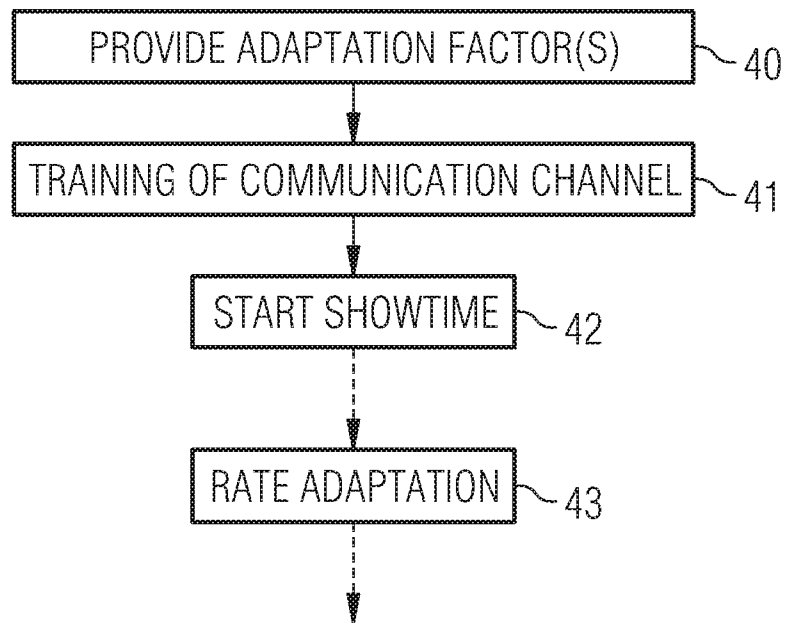 PROVIDE ADAPTATION FACTOR(S) 40
TRAINING OF COMMUNICATION CHANNEL 41
START SHOWTIME 42
RATE ADAPTATION 43